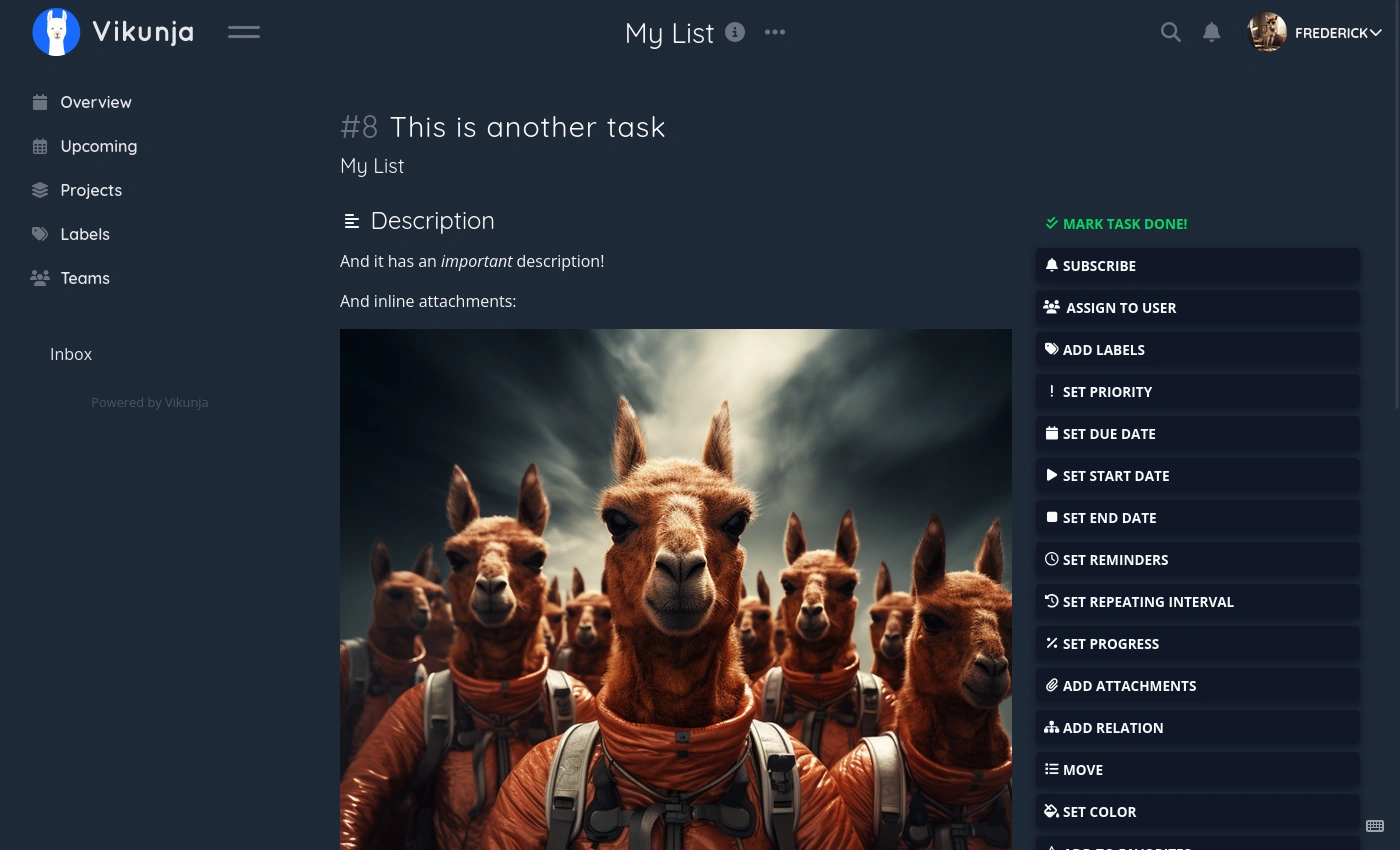 Vikunja
My List
FREDERICK
Overview
Upcoming
Projects
Labels
Teams
Inbox
Powered by Vikunja
#8 This is another task
My List
Description
And it has an important description!
And inline attachments:
MARK TASK DONE!
SUBSCRIBE
ASSIGN TO USER
ADD LABELS
SET PRIORITY
SET DUE DATE
SET START DATE
SET END DATE
SET REMINDERS
SET REPEATING INTERVAL
SET PROGRESS
ADD ATTACHMENTS
ADD RELATION
MOVE
SET COLOR